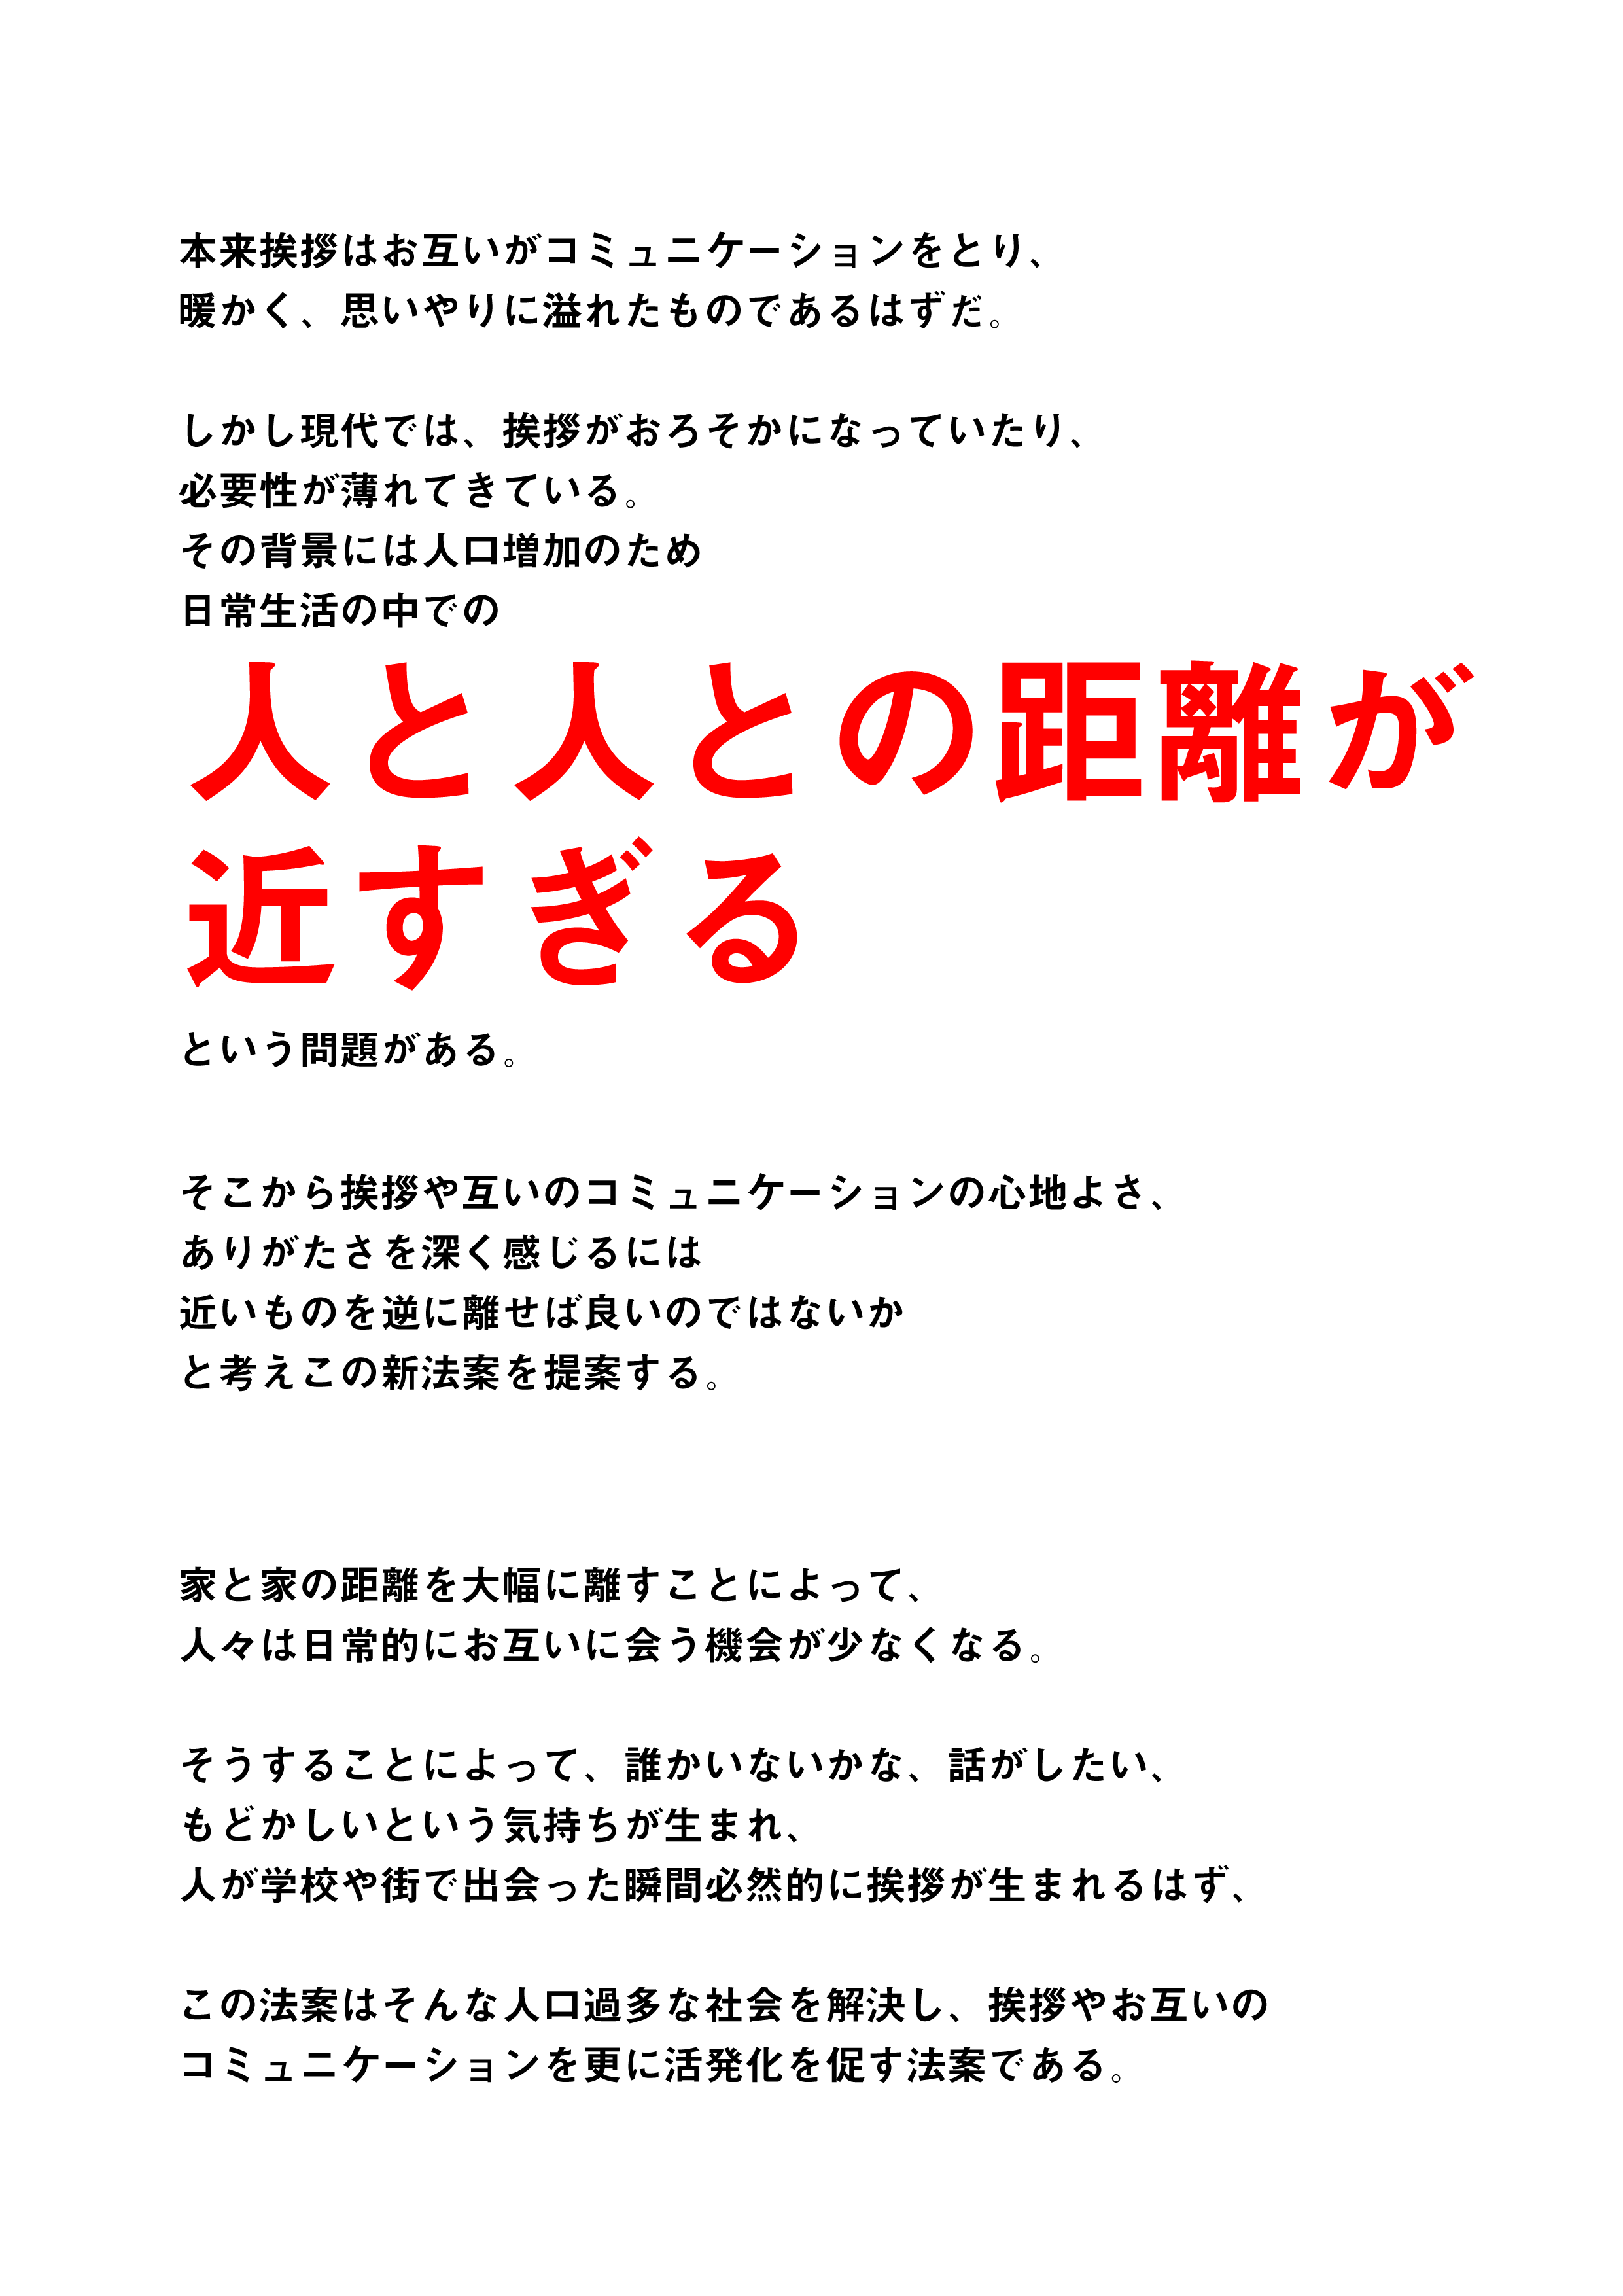 本来挨拶はお互いがコミュニケーションをとり、
暖かく、思いやりに溢れたものであるはずだ。
しかし現代では、挨拶がおろそかになっていたり、
必要性が薄れてきている。
その背景には人口増加のため
日常生活の中での
人と人との距離が
近すぎる
という問題がある。
そこから挨拶や互いのコミュニケーションの心地よさ、
ありがたさを深く感じるには
近いものを逆に離せば良いのではないか
と考えこの新法案を提案する。
家と家の距離を大幅に離すことによって、
人々は日常的にお互いに会う機会が少なくなる。
そうすることによって、誰かいないかな、話がしたい、
もどかしいという気持ちが生まれ、
人が学校や街で出会った瞬間必然的に挨拶が生まれるはず、
この法案はそんな人口過多な社会を解決し、挨拶やお互いの
コミュニケーションを更に活発化を促す法案である。